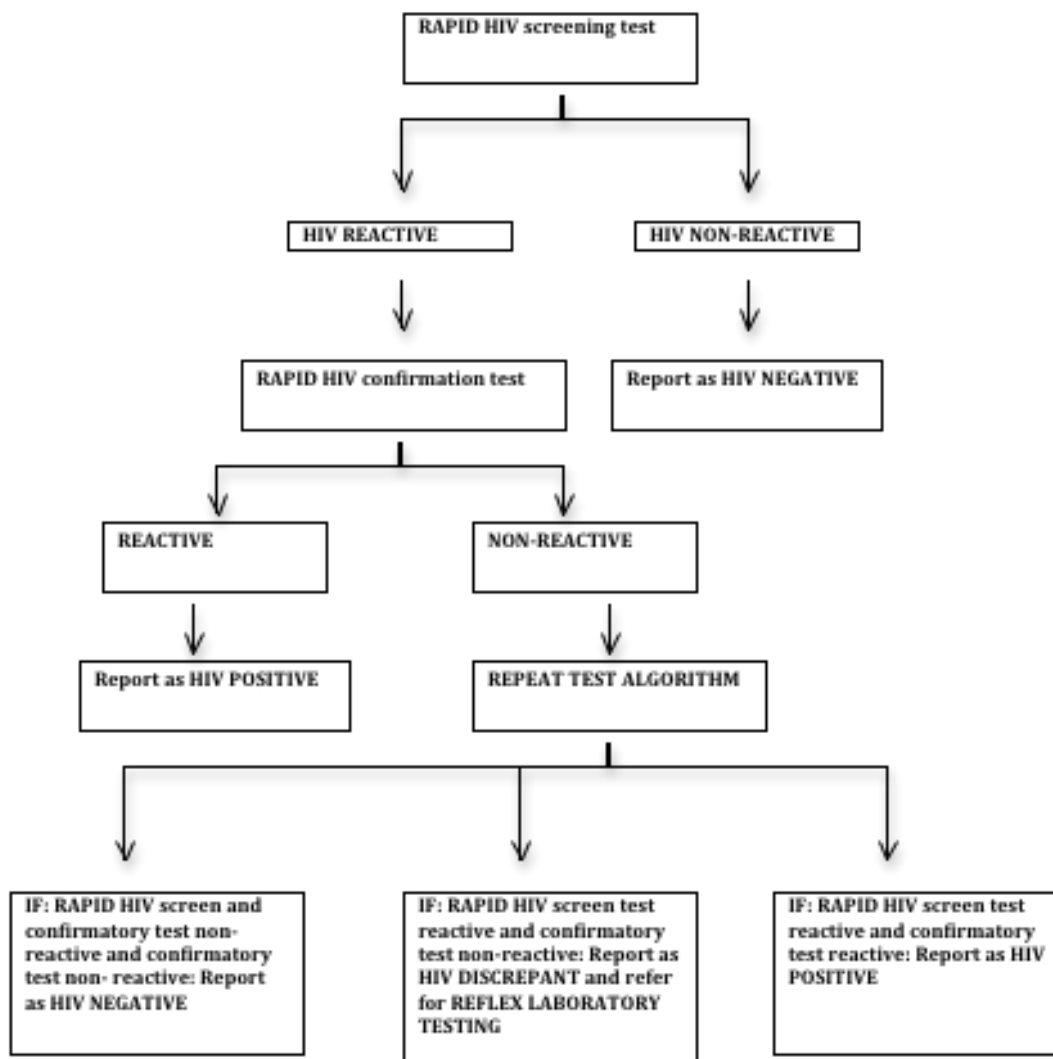 RAPID HIV screening test
HIV REACTIVE
HIV NON-REACTIVE
RAPID HIV confirmation test
Report as HIV NEGATIVE
REACTIVE
NON-REACTIVE
Report as HIV POSITIVE
REPEAT TEST ALGORITHM
IF: RAPID HIV screen and
confirmatory test non-
reactive and confirmatory
test non- reactive: Report
as HIV NEGATIVE
IF: RAPID HIV screen test
reactive and confirmatory
test non-reactive: Report as
HIV DISCREPANT and refer
for REFLEX LABORATORY
TESTING
IF: RAPID HIV screen test
reactive and confirmatory
test reactive: Report as HIV
POSITIVE